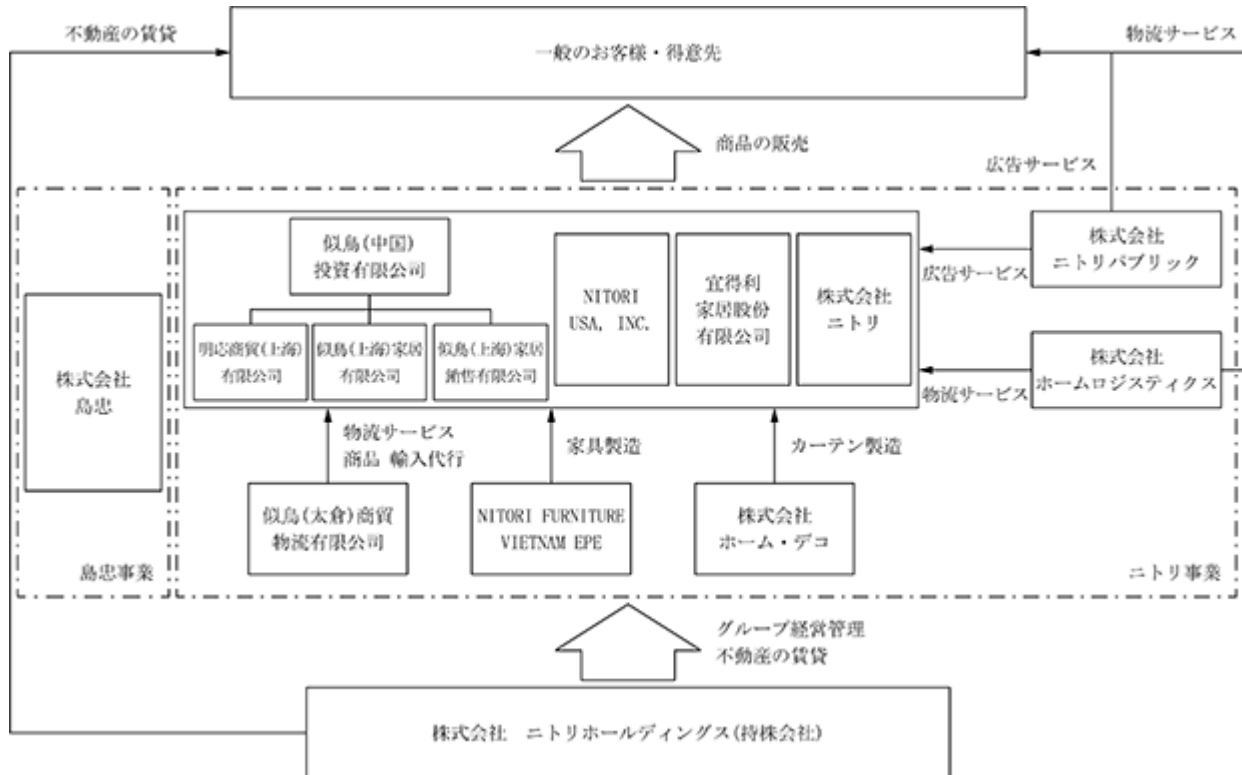 不動産の賃貸
一般のお客様・得意先
物流サービス
商品の販売
広告サービス
似鳥(中国)
投資有限公司
明応商貿(上海)
有限公司
似鳥(上海)家居
有限公司
似鳥(上海)家居
銷售有限公司
NITORI
USA, INC.
宜得利
家居股份
有限公司
株式会社
ニトリ
広告サービス
株式会社
ニトリパブリック
物流サービス
株式会社
ホームロジスティクス
株式会社
島忠
物流サービス
商品 輸入代行
家具製造
カーテン製造
似鳥(太倉)商貿
物流有限公司
NITORI FURNITURE
VIETNAM EPE
株式会社
ホーム・デコ
島忠事業
ニトリ事業
グループ経営管理
不動産の賃貸
株式会社　ニトリホールディングス(持株会社)